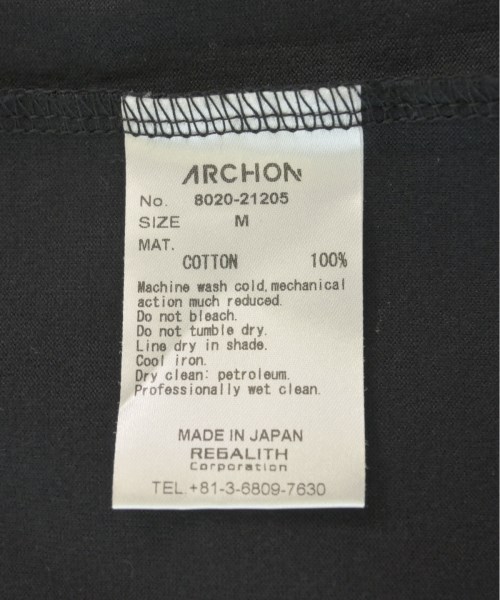 ARCHON
No. 8020-21205
SIZE M
MAT.
COTTON 100%
Machine wash cold, mechanical
action much reduced.
Do not bleach.
Do not tumble dry.
Line dry in shade.
Cool iron.
Dry clean: petroleum.
Professionally wet clean.
MADE IN JAPAN
REGALITH
Corporation
TEL +81-3-6809-7630